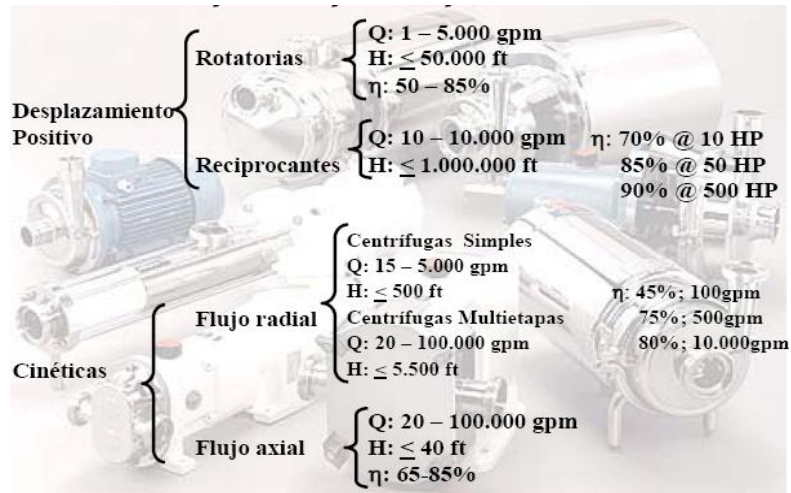 Desplazamiento
Positivo
Rotatorias
Q: 1 – 5.000 gpm
H: ≤ 50.000 ft
η: 50 – 85%
Reciprocantes
Q: 10 – 10.000 gpm
H: ≤ 1.000.000 ft
η: 70% @ 10 HP
85% @ 50 HP
90% @ 500 HP
Cinéticas
Flujo radial
Centrífugas Simples
Q: 15 – 5.000 gpm
H: ≤ 500 ft
Centrífugas Multietapas
Q: 20 – 100.000 gpm
H: ≤ 5.500 ft
η: 45%; 100gpm
75%; 500gpm
80%; 10.000gpm
Flujo axial
Q: 20 – 100.000 gpm
H: ≤ 40 ft
η: 65-85%